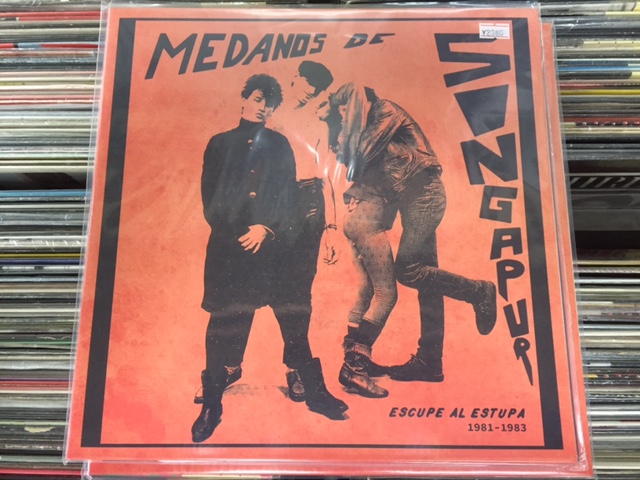 MEDANOS DE
SINGAPUR
ESCUPE AL ESTUPA
1981-1983